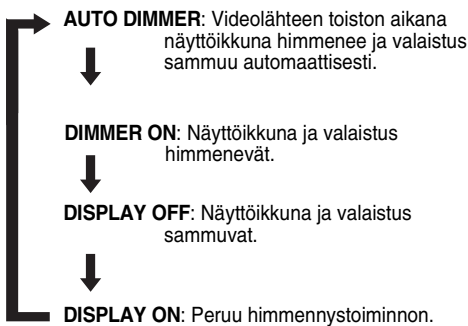 AUTO DIMMER: Videolähteen toiston aikana
näyttöikkuna himmenee ja valaistus
sammuu automaattisesti.
DIMMER ON: Näyttöikkuna ja valaistus
himmenevät.
DISPLAY OFF: Näyttöikkuna ja valaistus
sammuvat.
DISPLAY ON: Peruu himmennystoiminnon.